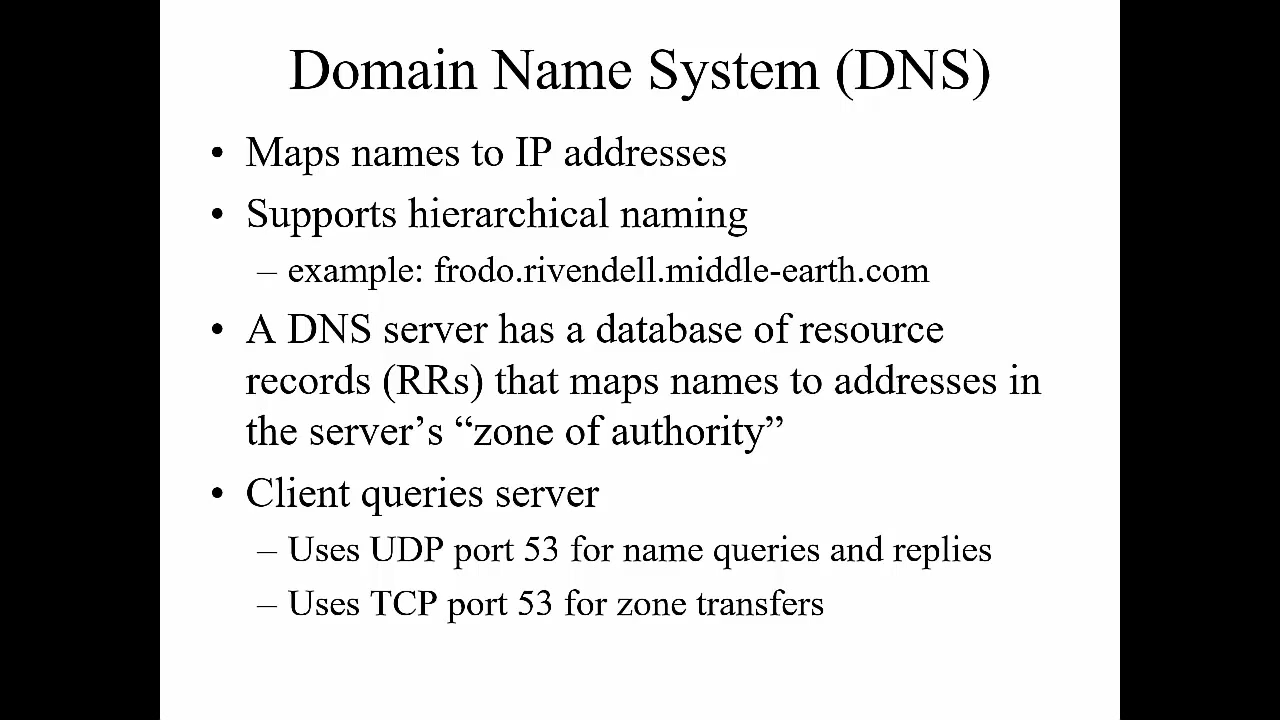 Domain Name System (DNS)
• Maps names to IP addresses
• Supports hierarchical naming
– example: frodo.rivendell.middle-earth.com
• A DNS server has a database of resource
records (RRs) that maps names to addresses in
the server’s “zone of authority”
• Client queries server
– Uses UDP port 53 for name queries and replies
– Uses TCP port 53 for zone transfers